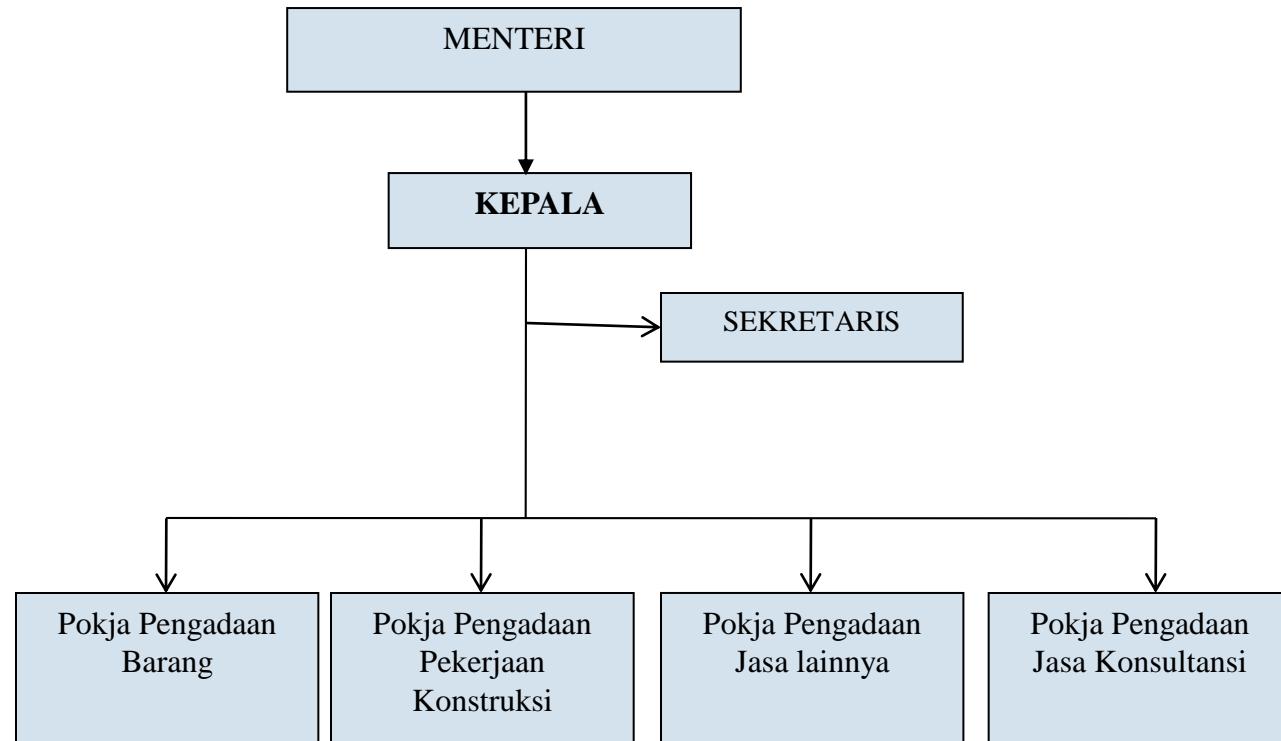 MENTERI
KEPALA
SEKRETARIS
Pokja Pengadaan
Barang
Pokja Pengadaan
Pekerjaan
Konstruksi
Pokja Pengadaan
Jasa lainnya
Pokja Pengadaan
Jasa Konsultansi